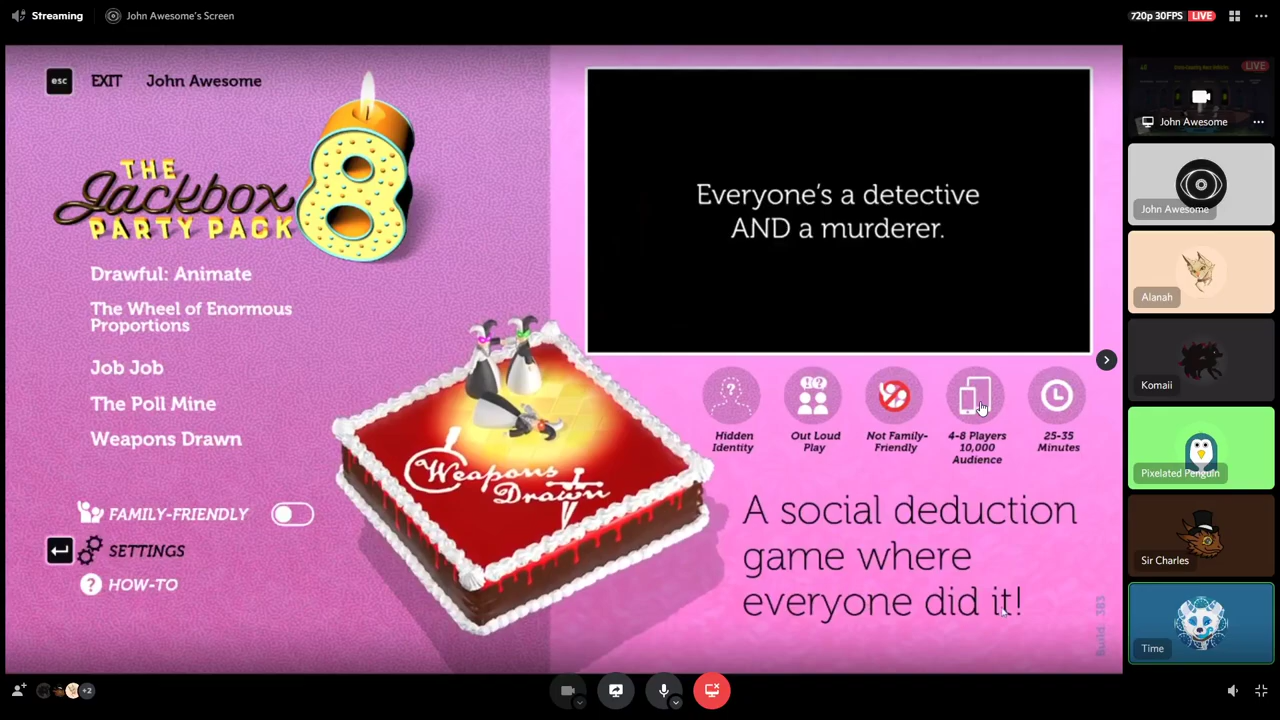 Streaming
John Awesome's Screen
720p 30FPS LIVE
esc
EXIT
John Awesome
THE
Jackbox
PARTY PACK
8
Drawful: Animate
The Wheel of Enormous
Proportions
Job Job
The Poll Mine
Weapons Drawn
FAMILY-FRIENDLY
SETTINGS
HOW-TO
Weapons
Drawn
Everyone's a detective
AND a murderer.
Hidden
Identity
Out Loud
Play
Not Family-
Friendly
4-8 Players
10,000
Audience
25-35
Minutes
A social deduction
game where
everyone did it!
Build: 383
LIVE
John Awesome
John Awesome
Alanah
Komaii
Pixelated Penguin
Sir Charles
Time
+2